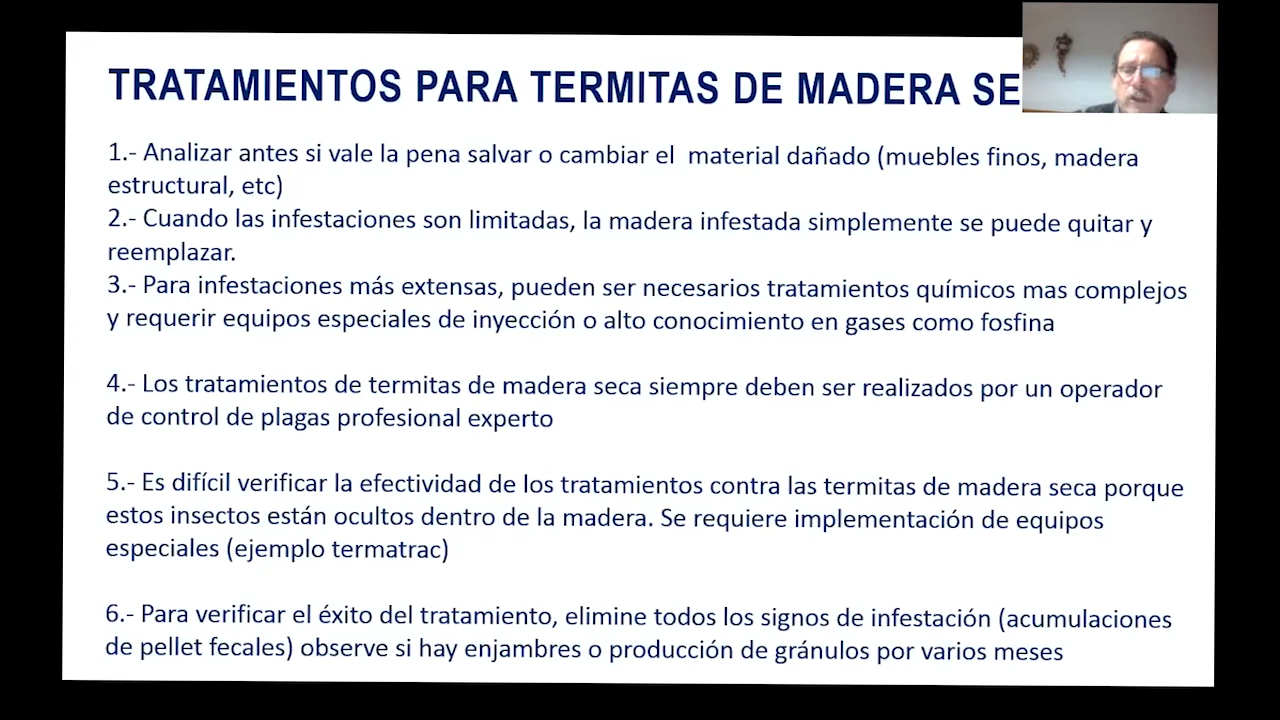 TRATAMIENTOS PARA TERMITAS DE MADERA SE
1.- Analizar antes si vale la pena salvar o cambiar el  material dañado (muebles finos, madera
estructural, etc)
2.- Cuando las infestaciones son limitadas, la madera infestada simplemente se puede quitar y
reemplazar.
3.- Para infestaciones más extensas, pueden ser necesarios tratamientos químicos mas complejos
y requerir equipos especiales de inyección o alto conocimiento en gases como fosfina
4.- Los tratamientos de termitas de madera seca siempre deben ser realizados por un operador
de control de plagas profesional experto
5.- Es difícil verificar la efectividad de los tratamientos contra las termitas de madera seca porque
estos insectos están ocultos dentro de la madera. Se requiere implementación de equipos
especiales (ejemplo termatrac)
6.- Para verificar el éxito del tratamiento, elimine todos los signos de infestación (acumulaciones
de pellet fecales) observe si hay enjambres o producción de gránulos por varios meses